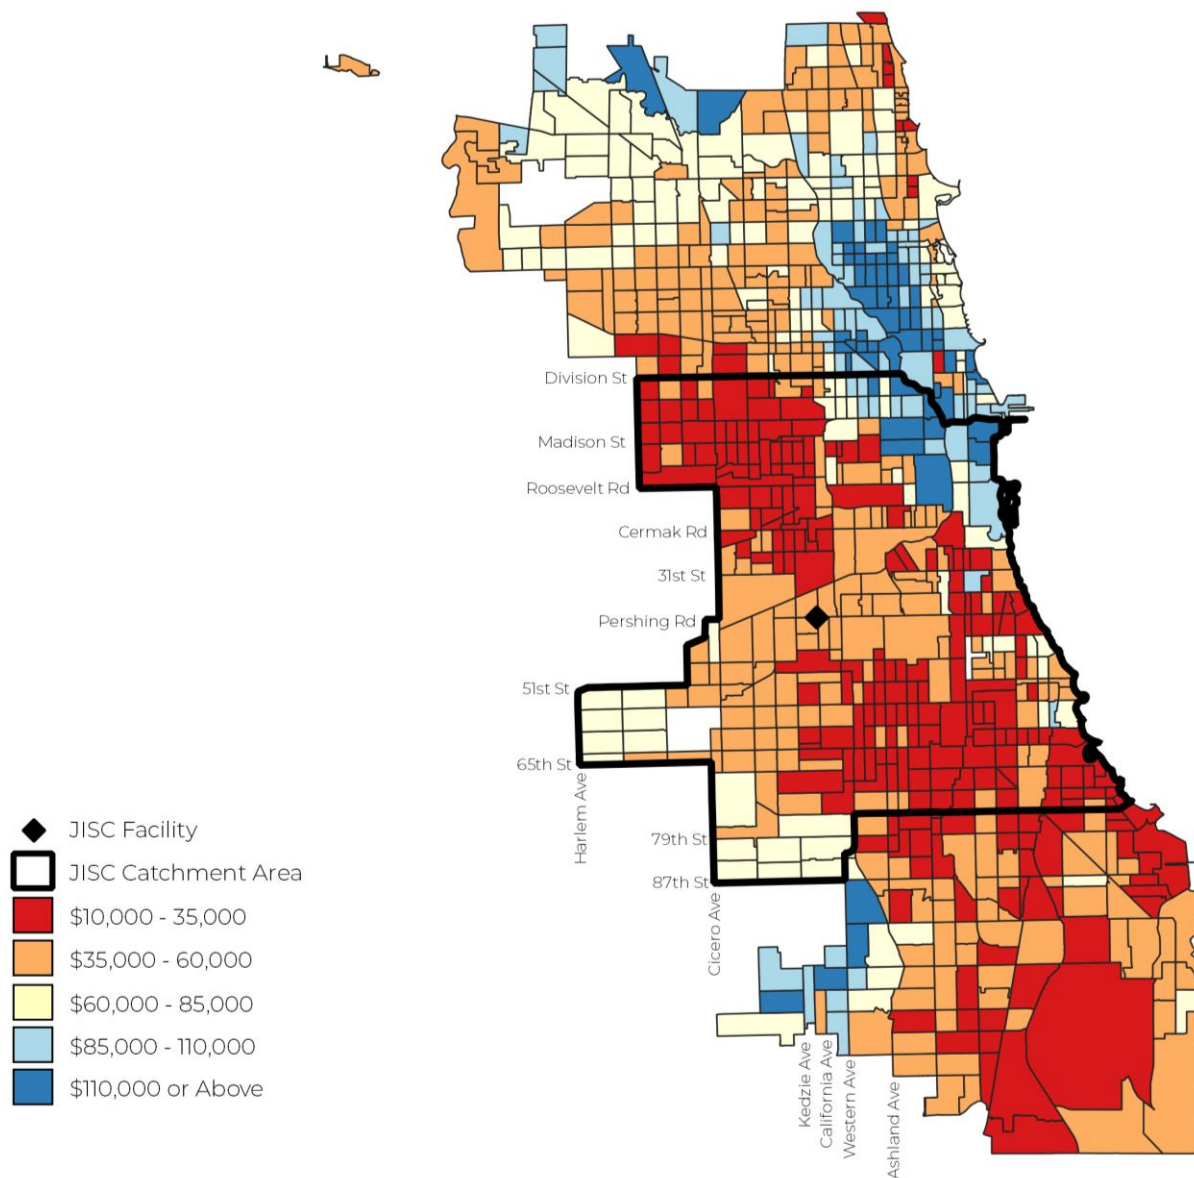 Division St
Madison St
Roosevelt Rd
Cermak Rd
31st St
Pershing Rd
51st St
65th St
Harlem Ave
79th St
87th St
Cicero Ave
Kedzie Ave
California Ave
Western Ave
Ashland Ave
JISC Facility
JISC Catchment Area
$10,000 - 35,000
$35,000 - 60,000
$60,000 - 85,000
$85,000 - 110,000
$110,000 or Above